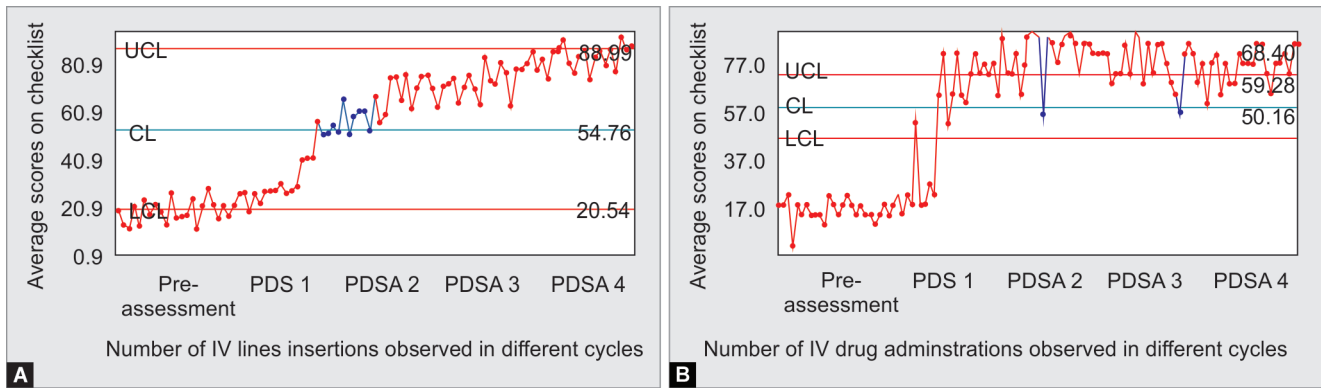 Average scores on checklist
80.9
60.9
40.9
20.9
0.9
UCL
88.99
CL
54.76
LCL
20.54
Pre-
assessment
PDS 1
PDSA 2
PDSA 3
PDSA 4
Number of IV lines insertions observed in different cycles
A
Average scores on checklist
77.0
57.0
37.0
17.0
UCL
68.40
CL
59.28
LCL
50.16
Pre-
assessment
PDS 1
PDSA 2
PDSA 3
PDSA 4
Number of IV drug adminstrations observed in different cycles
B